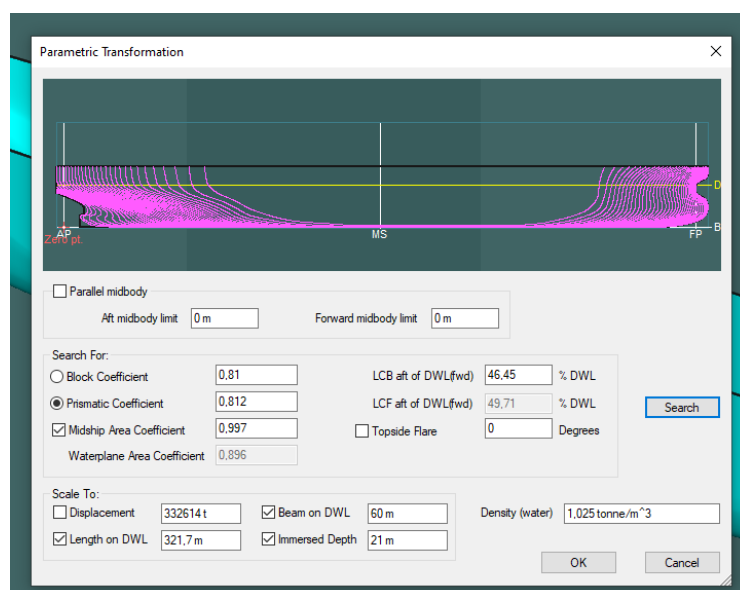 Parametric Transformation
D
B
AP MS FP
Zero pt.
Parallel midbody
Aft midbody limit 0 m Forward midbody limit 0 m
Search For:
Block Coefficient 0,81 LCB aft of DWL(fwd) 46,45 % DWL
Prismatic Coefficient 0,812 LCF aft of DWL(fwd) 49,71 % DWL Search
Midship Area Coefficient 0,997 Topside Flare 0 Degrees
Waterplane Area Coefficient 0,896
Scale To:
Displacement 332614 t Beam on DWL 60 m Density (water) 1,025 tonne/m^3
Length on DWL 321,7 m Immersed Depth 21 m
OK Cancel